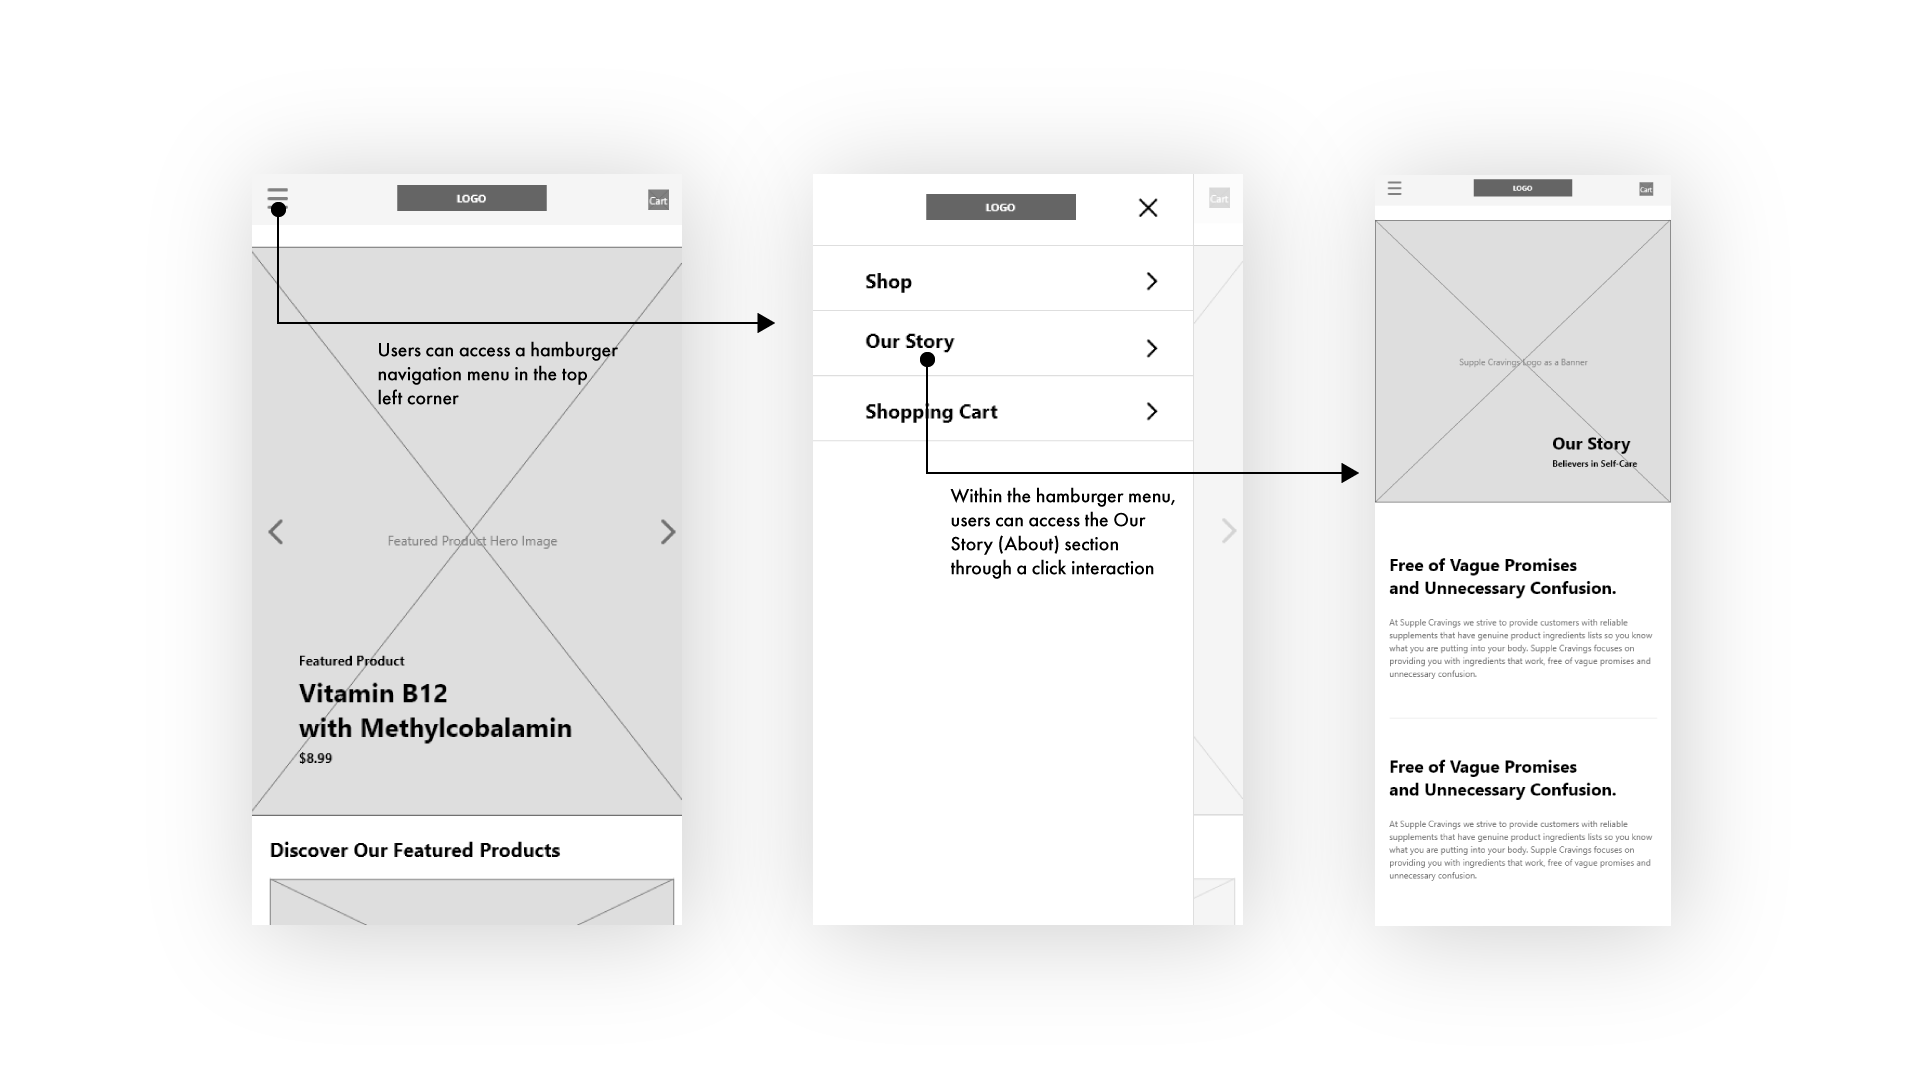 LOGO
Cart
Users can access a hamburger
navigation menu in the top
left corner
Featured Product Hero Image
Featured Product
Vitamin B12
with Methylcobalamin
$8.99
Discover Our Featured Products
LOGO
Cart
Shop
Our Story
Shopping Cart
Within the hamburger menu,
users can access the Our
Story (About) section
through a click interaction
LOGO
Cart
Supple Cravings Logo as a Banner
Our Story
Believers in Self-Care
Free of Vague Promises
and Unnecessary Confusion.
At Supple Cravings we strive to provide customers with reliable
supplements that have genuine product ingredients lists so you know
what you are putting into your body. Supple Cravings focuses on
providing you with ingredients that work, free of vague promises and
unnecessary confusion.
Free of Vague Promises
and Unnecessary Confusion.
At Supple Cravings we strive to provide customers with reliable
supplements that have genuine product ingredients lists so you know
what you are putting into your body. Supple Cravings focuses on
providing you with ingredients that work, free of vague promises and
unnecessary confusion.